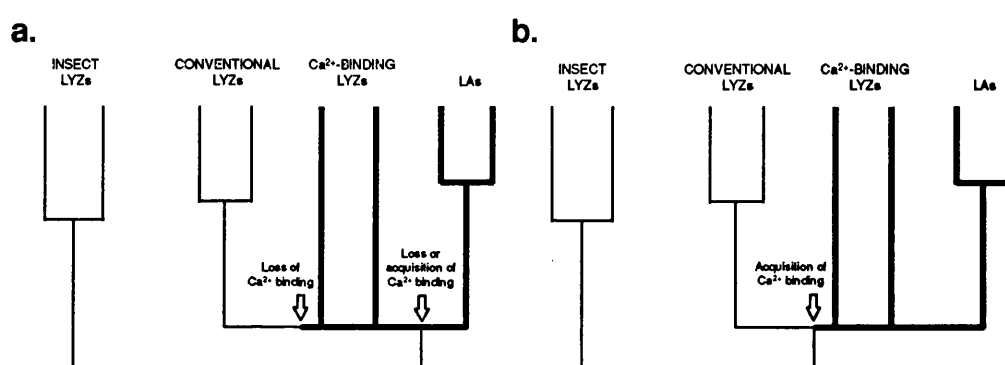 a.
INSECT
LYZs
CONVENTIONAL
LYZs
Ca²⁺-BINDING
LYZs
LAs
Loss of
Ca²⁺ binding
Loss or
acquisition of
Ca²⁺ binding
b.
INSECT
LYZs
CONVENTIONAL
LYZs
Ca²⁺-BINDING
LYZs
LAs
Acquisition of
Ca²⁺ binding